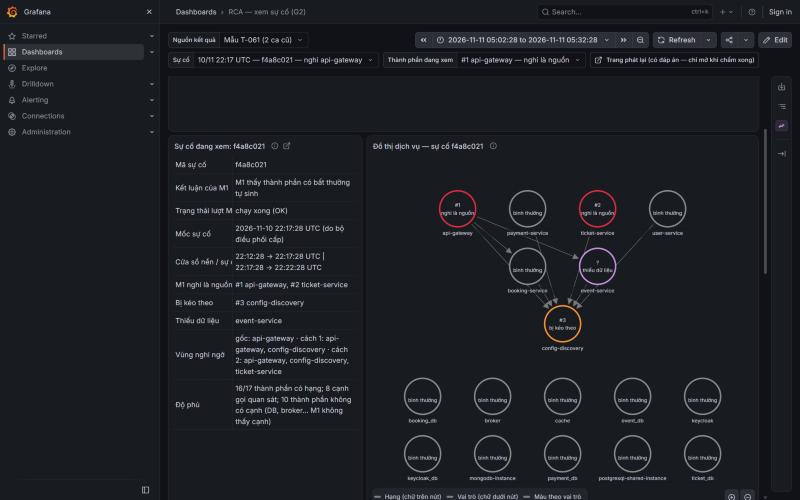 Grafana
Dashboards › RCA — xem sự cố (G2)
Search...
ctrl+k
Sign in
Starred
Dashboards
Explore
Drilldown
Alerting
Connections
Administration
Nguồn kết quả
Mẫu T-061 (2 ca cũ)
2026-11-11 05:02:28 to 2026-11-11 05:32:28
Refresh
Edit
Sự cố
10/11 22:17 UTC — f4a8c021 — nghi api-gateway
Thành phần đang xem
#1 api-gateway — nghi là nguồn
Trang phát lại (có đáp án — chỉ mở khi chấm xong)
Sự cố đang xem: f4a8c021
Mã sự cố
f4a8c021
Kết luận của M1
M1 thấy thành phần có bất thường
tự sinh
Trạng thái lượt M
chạy xong (OK)
Mốc sự cố
2026-11-10 22:17:28 UTC (do bộ
điều phối cấp)
Cửa sổ nền / sự c
22:12:28 → 22:17:28 UTC |
22:17:28 → 22:22:28 UTC
M1 nghi là nguồn
#1 api-gateway, #2 ticket-service
Bị kéo theo
#3 config-discovery
Thiếu dữ liệu
event-service
Vùng nghi ngờ
gốc: api-gateway · cách 1: api-
gateway, config-discovery · cách
2: api-gateway, config-discovery,
ticket-service
Độ phủ
16/17 thành phần có hạng; 8 cạnh
gọi quan sát; 10 thành phần không
có cạnh (DB, broker... M1 không
thấy cạnh)
Đồ thị dịch vụ — sự cố f4a8c021
#1
nghi là nguồn
api-gateway
bình thường
payment-service
#2
nghi là nguồn
ticket-service
bình thường
user-service
bình thường
booking-service
?
thiếu dữ liệu
event-service
#3
bị kéo theo
config-discovery
bình thường
booking_db
bình thường
broker
bình thường
cache
bình thường
event_db
bình thường
keycloak
bình thường
keycloak_db
bình thường
mongodb-instance
bình thường
payment_db
bình thường
postgresql-shared-instance
bình thường
ticket_db
Hạng (chữ trên nút)
Vai trò (chữ dưới nút)
Màu theo vai trò